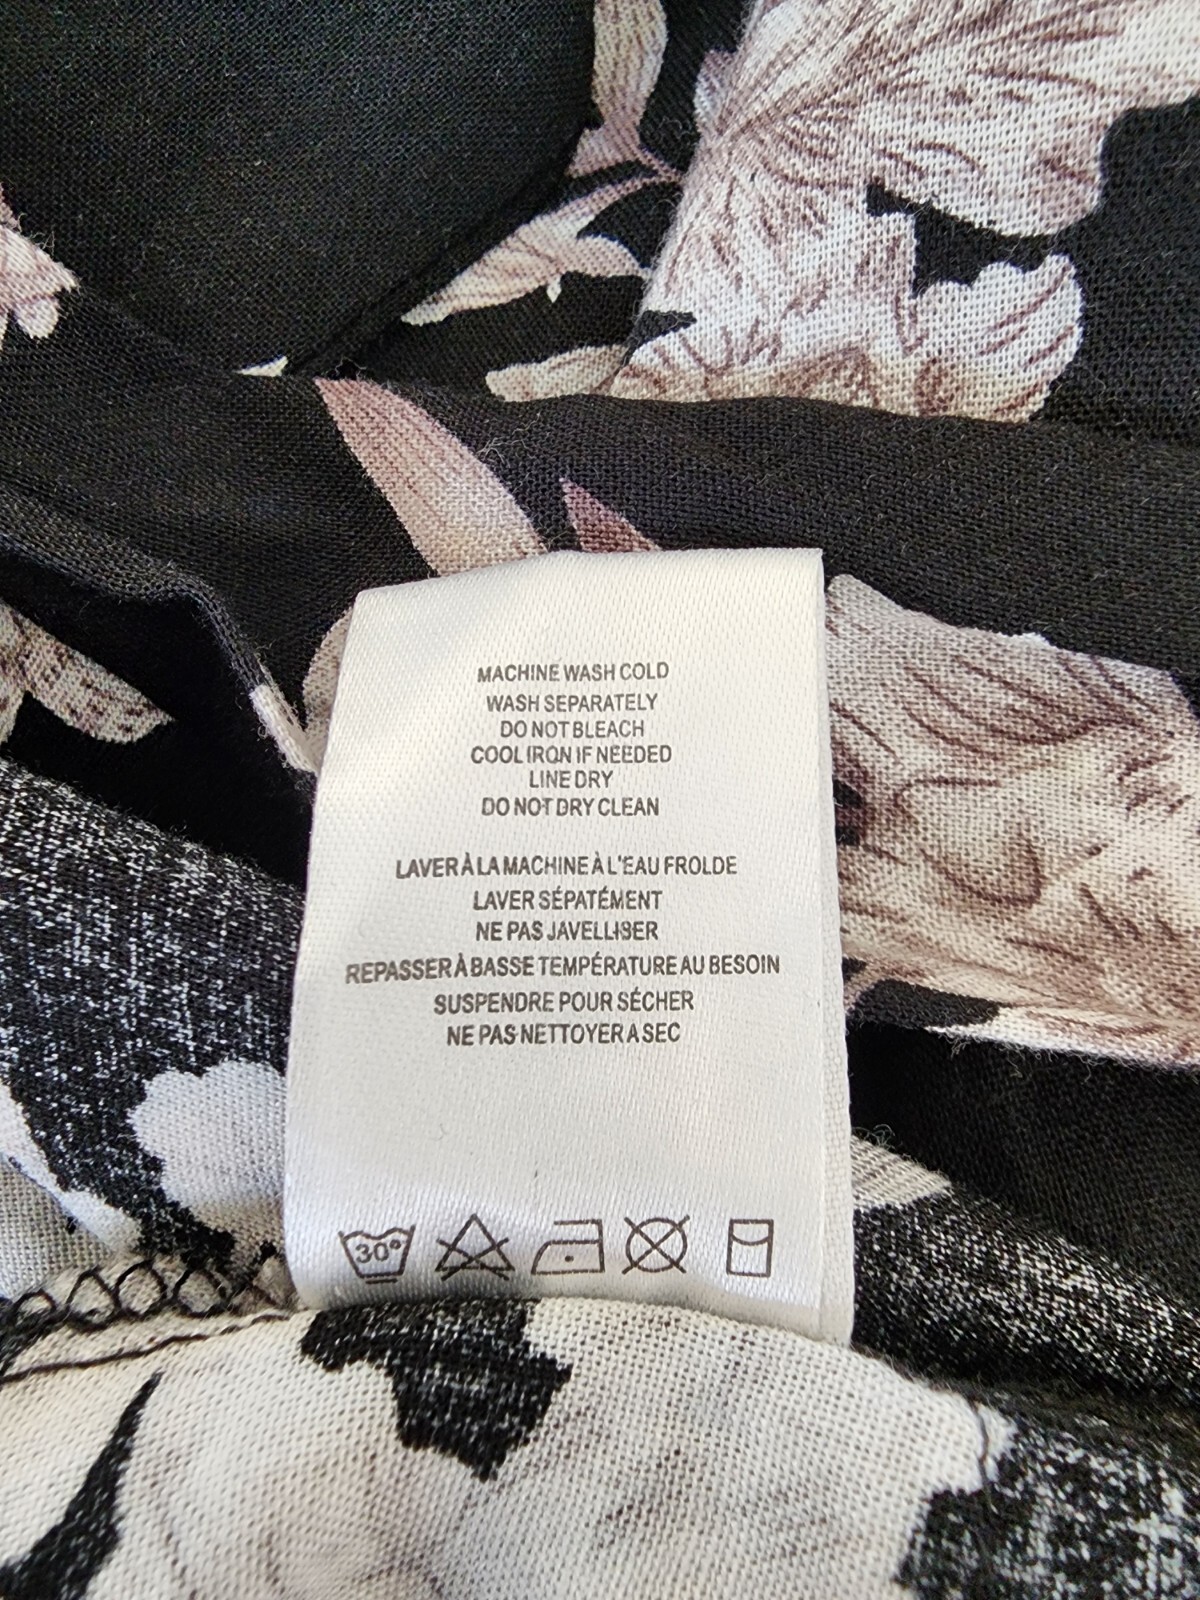 MACHINE WASH COLD
WASH SEPARATELY
DO NOT BLEACH
COOL IRON IF NEEDED
LINE DRY
DO NOT DRY CLEAN
LAVER À LA MACHINE À L'EAU FROLDE
LAVER SÉPATÉMENT
NE PAS JAVELLISER
REPASSER À BASSE TEMPÉRATURE AU BESOIN
SUSPENDRE POUR SÉCHER
NE PAS NETTOYER A SEC
30°